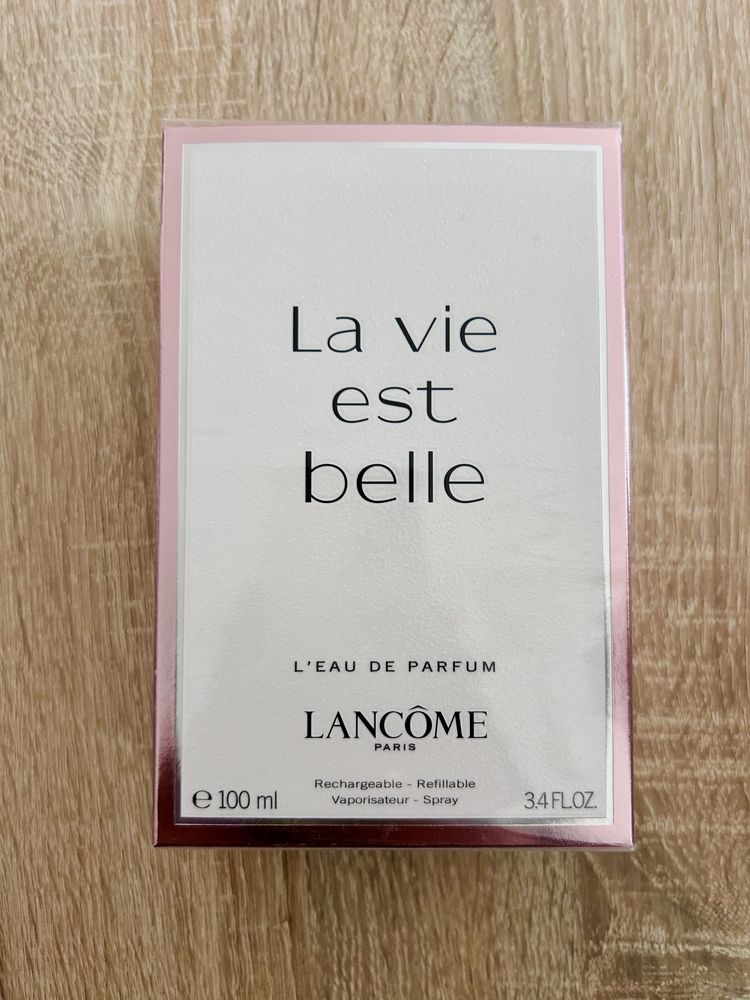 La vie
est
belle
L'EAU DE PARFUM
LANCÔME
PARIS
Rechargeable - Refillable
Vaporisateur - Spray
℮ 100 ml
3.4 FL.OZ.